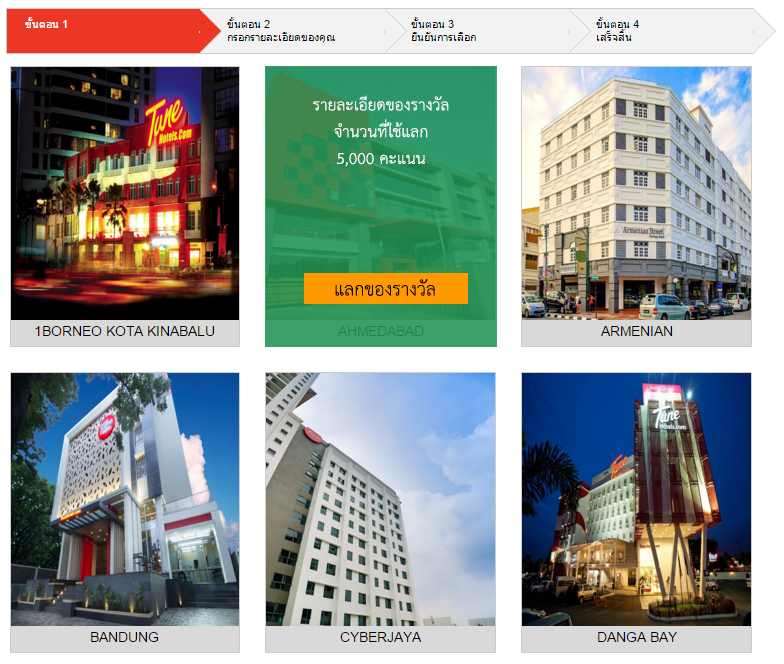 ขั้นตอน 1
ขั้นตอน 2
กรอกรายละเอียดของคุณ
ขั้นตอน 3
ยืนยันการเลือก
ขั้นตอน 4
เสร็จสิ้น
Tune
Hotels.Com
1BORNEO KOTA KINABALU
รายละเอียดของรางวัล
จำนวนที่ใช้แลก
5,000 คะแนน
แลกของรางวัล
AHMEDABAD
Armenian Street
ARMENIAN
BANDUNG
CYBERJAYA
Tune
Hotels.Com
Tune
DANGA BAY